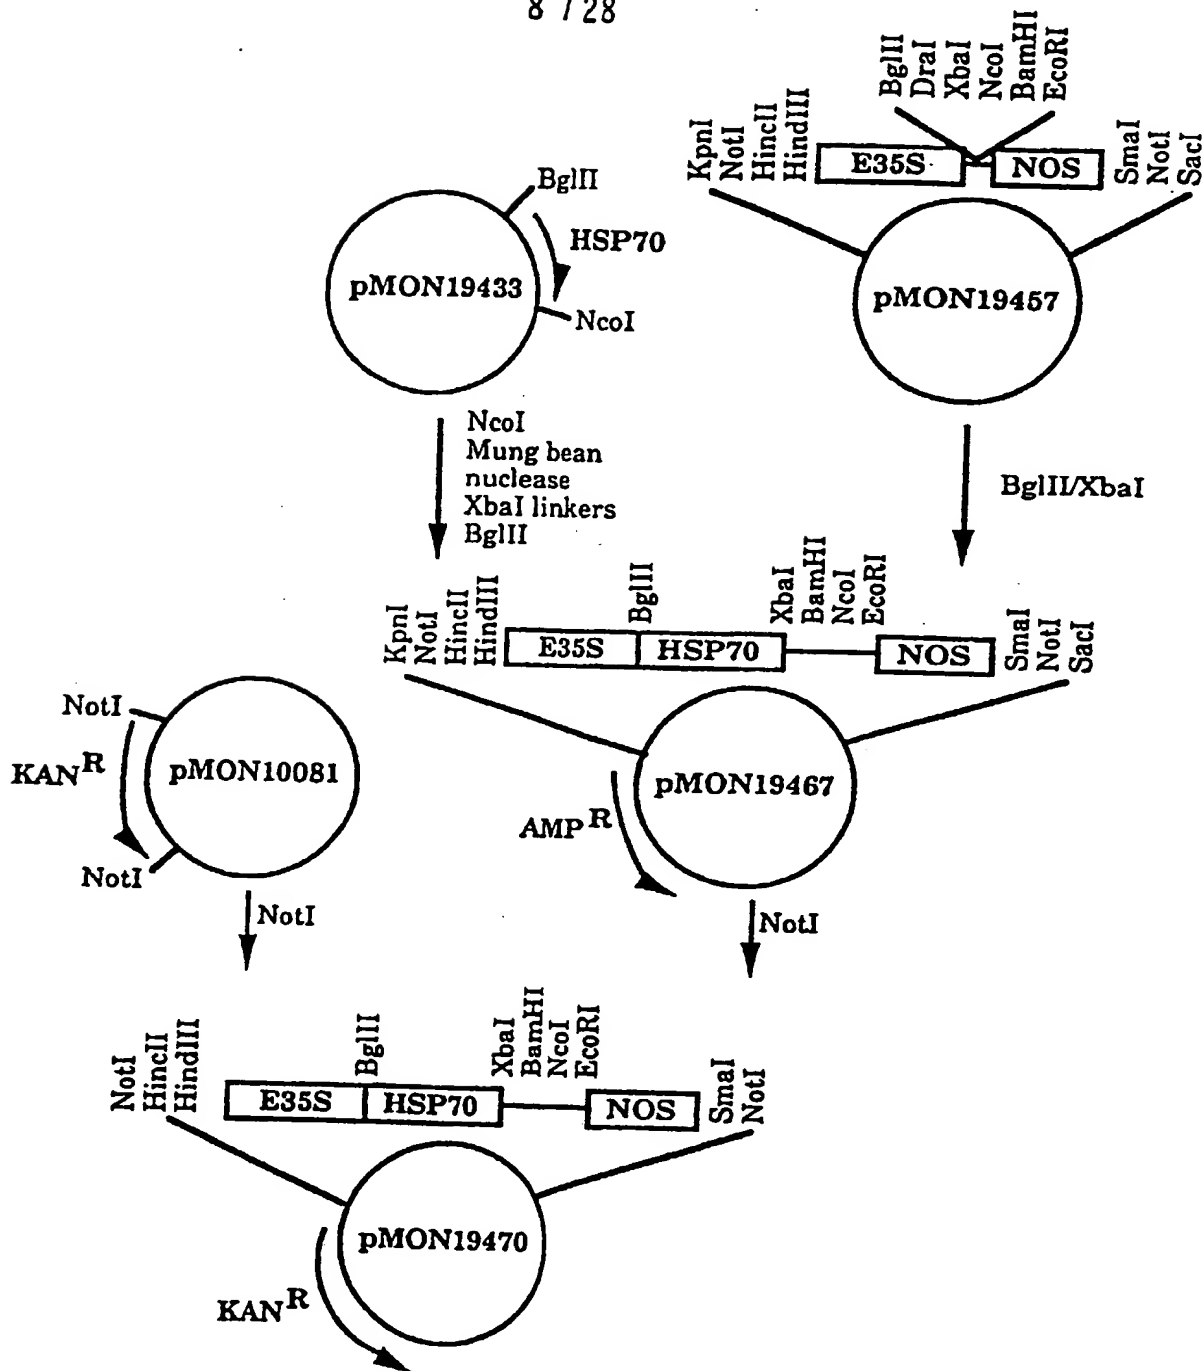 8 / 28
BglII
DraI
XbaI
NcoI
BamHI
EcoRI
KpnI
NotI
HincII
HindIII
E35S
NOS
SmaI
NotI
SacI
pMON19457
BglII
HSP70
NcoI
pMON19433
NcoI
Mung bean
nuclease
XbaI linkers
BglII
BglII/XbaI
KpnI
NotI
HincII
HindIII
BglII
XbaI
BamHI
NcoI
EcoRI
E35S
HSP70
NOS
SmaI
NotI
SacI
NotI
KAN R
NotI
pMON10081
AMP R
pMON19467
NotI
NotI
NotI
HincII
HindIII
BglII
XbaI
BamHI
NcoI
EcoRI
E35S
HSP70
NOS
SmaI
NotI
pMON19470
KAN R